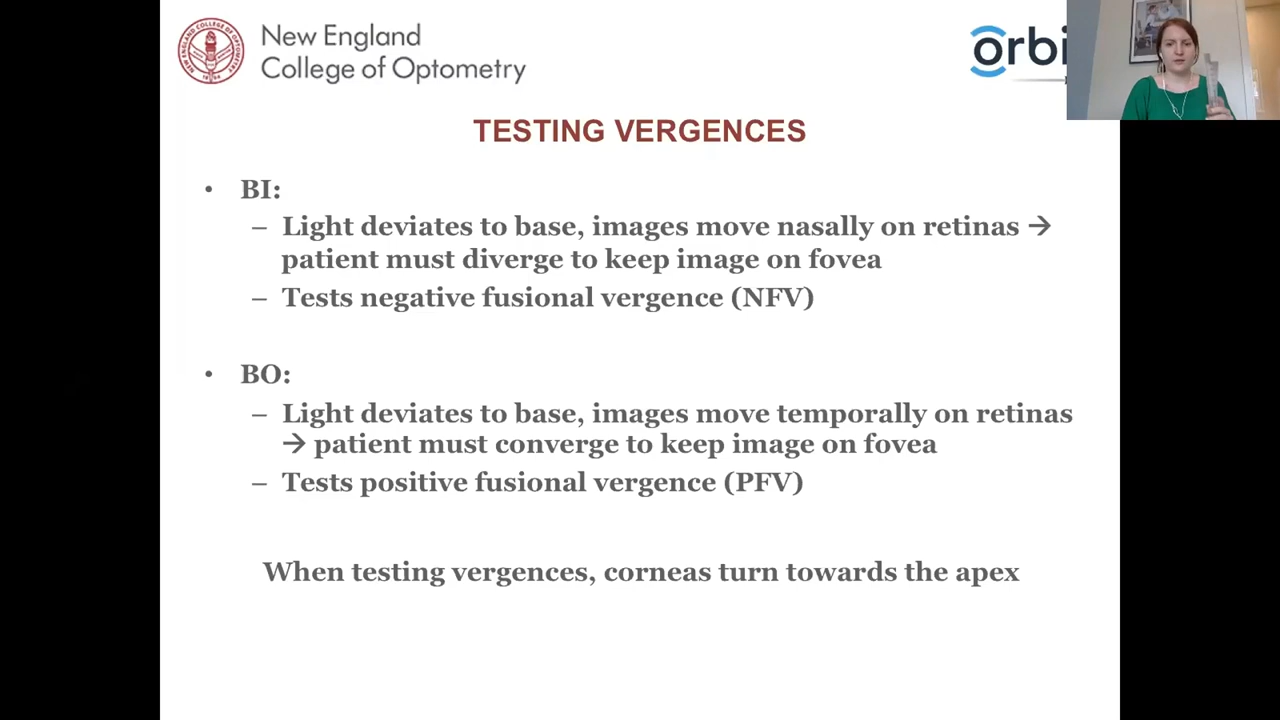 New England
College of Optometry
orbi
TESTING VERGENCES
• BI:
– Light deviates to base, images move nasally on retinas →
patient must diverge to keep image on fovea
– Tests negative fusional vergence (NFV)
• BO:
– Light deviates to base, images move temporally on retinas
→ patient must converge to keep image on fovea
– Tests positive fusional vergence (PFV)
When testing vergences, corneas turn towards the apex